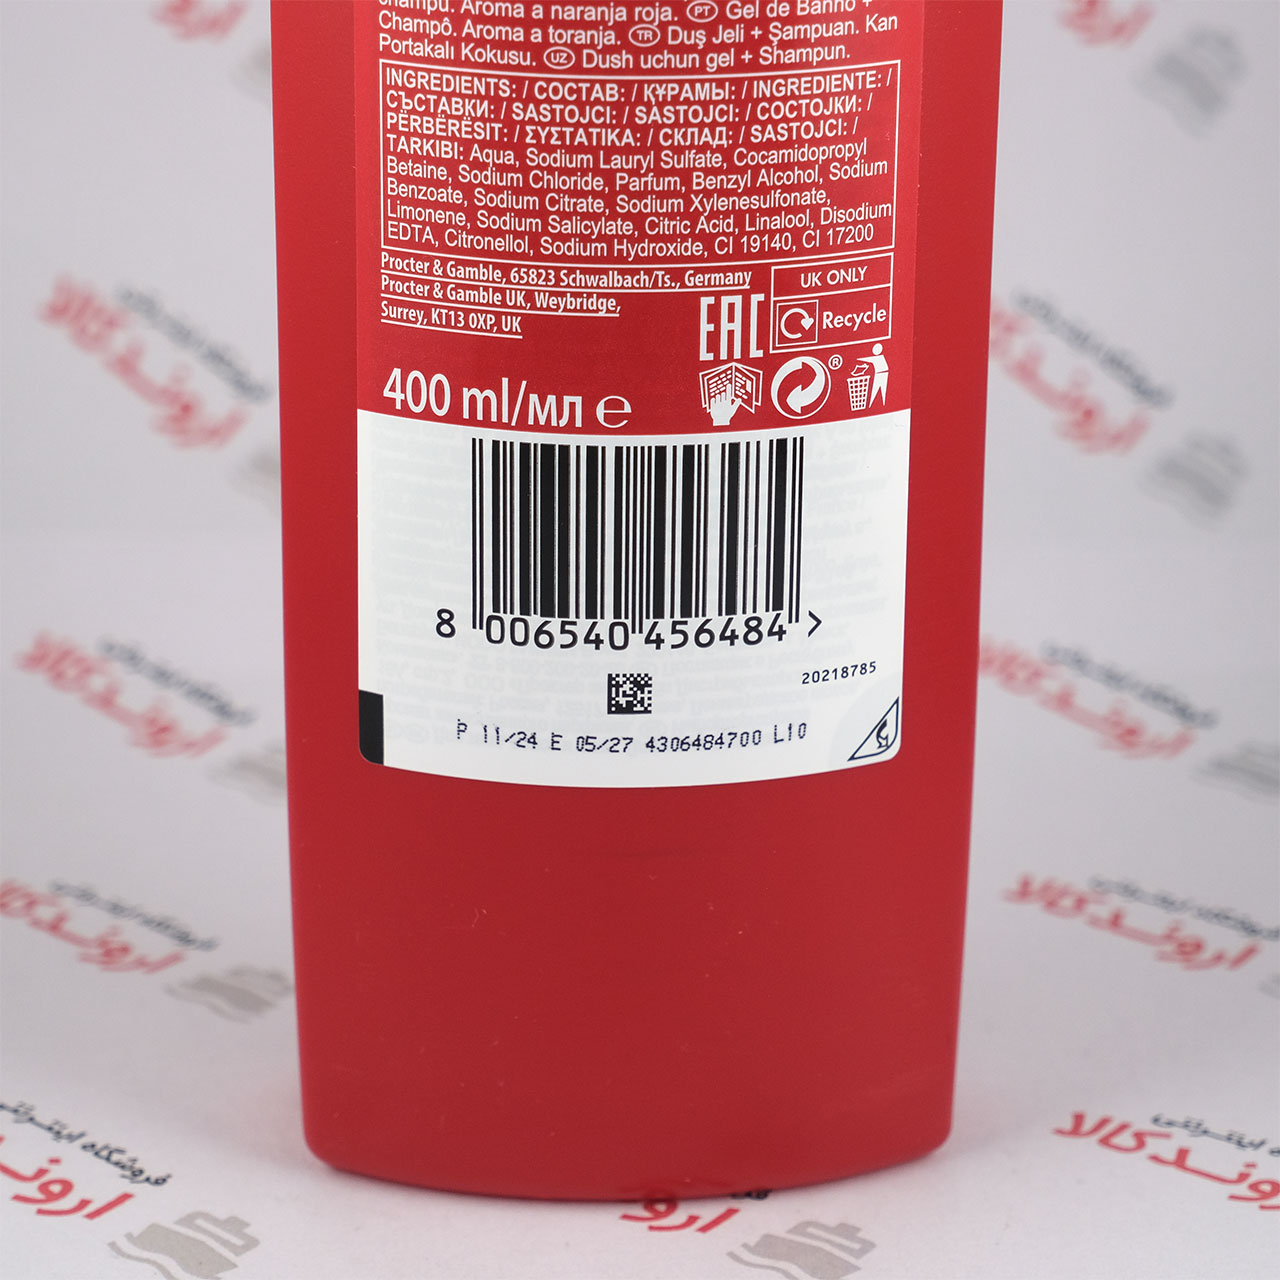 champú. Aroma a naranja roja. PT Gel de Banho +
Champô. Aroma a toranja. TR Duş Jeli + Şampuan. Kan
Portakalı Kokusu. UZ Dush uchun gel + Shampun.
INGREDIENTS: / СОСТАВ: / ҚҰРАМЫ: / INGREDIENTE: /
СЪСТАВКИ: / SASTOJCI: / SASTOJCI: / СОСТОЈКИ: /
PËRBËRËSIT: / ΣΥΣΤΑΤΙΚΑ: / СКЛАД: / SASTOJCI: /
TARKIBI: Aqua, Sodium Lauryl Sulfate, Cocamidopropyl
Betaine, Sodium Chloride, Parfum, Benzyl Alcohol, Sodium
Benzoate, Sodium Citrate, Sodium Xylenesulfonate,
Limonene, Sodium Salicylate, Citric Acid, Linalool, Disodium
EDTA, Citronellol, Sodium Hydroxide, CI 19140, CI 17200
Procter & Gamble, 65823 Schwalbach/Ts., Germany
Procter & Gamble UK, Weybridge,
Surrey, KT13 0XP, UK
UK ONLY
Recycle
EAC
®
400 ml/мл e
8 006540 456484 >
20218785
P 11/24 E 05/27 4306484700 L10
فروشگاه اینترنتی
اروندکالا